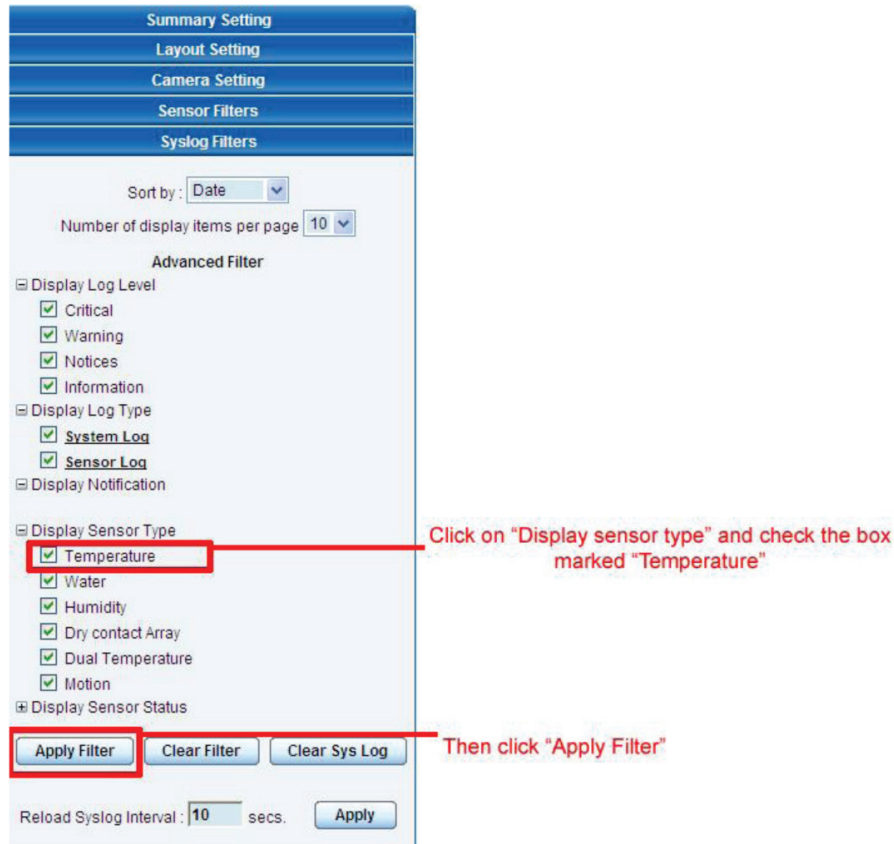 Summary Setting
Layout Setting
Camera Setting
Sensor Filters
Syslog Filters
Sort by : Date
Number of display items per page 10
Advanced Filter
Display Log Level
Critical
Warning
Notices
Information
Display Log Type
System Log
Sensor Log
Display Notification
Display Sensor Type
Temperature
Click on “Display sensor type” and check the box
marked “Temperature”
Water
Humidity
Dry contact Array
Dual Temperature
Motion
Display Sensor Status
Apply Filter Clear Filter Clear Sys Log
Then click “Apply Filter”
Reload Syslog Interval : 10 secs. Apply